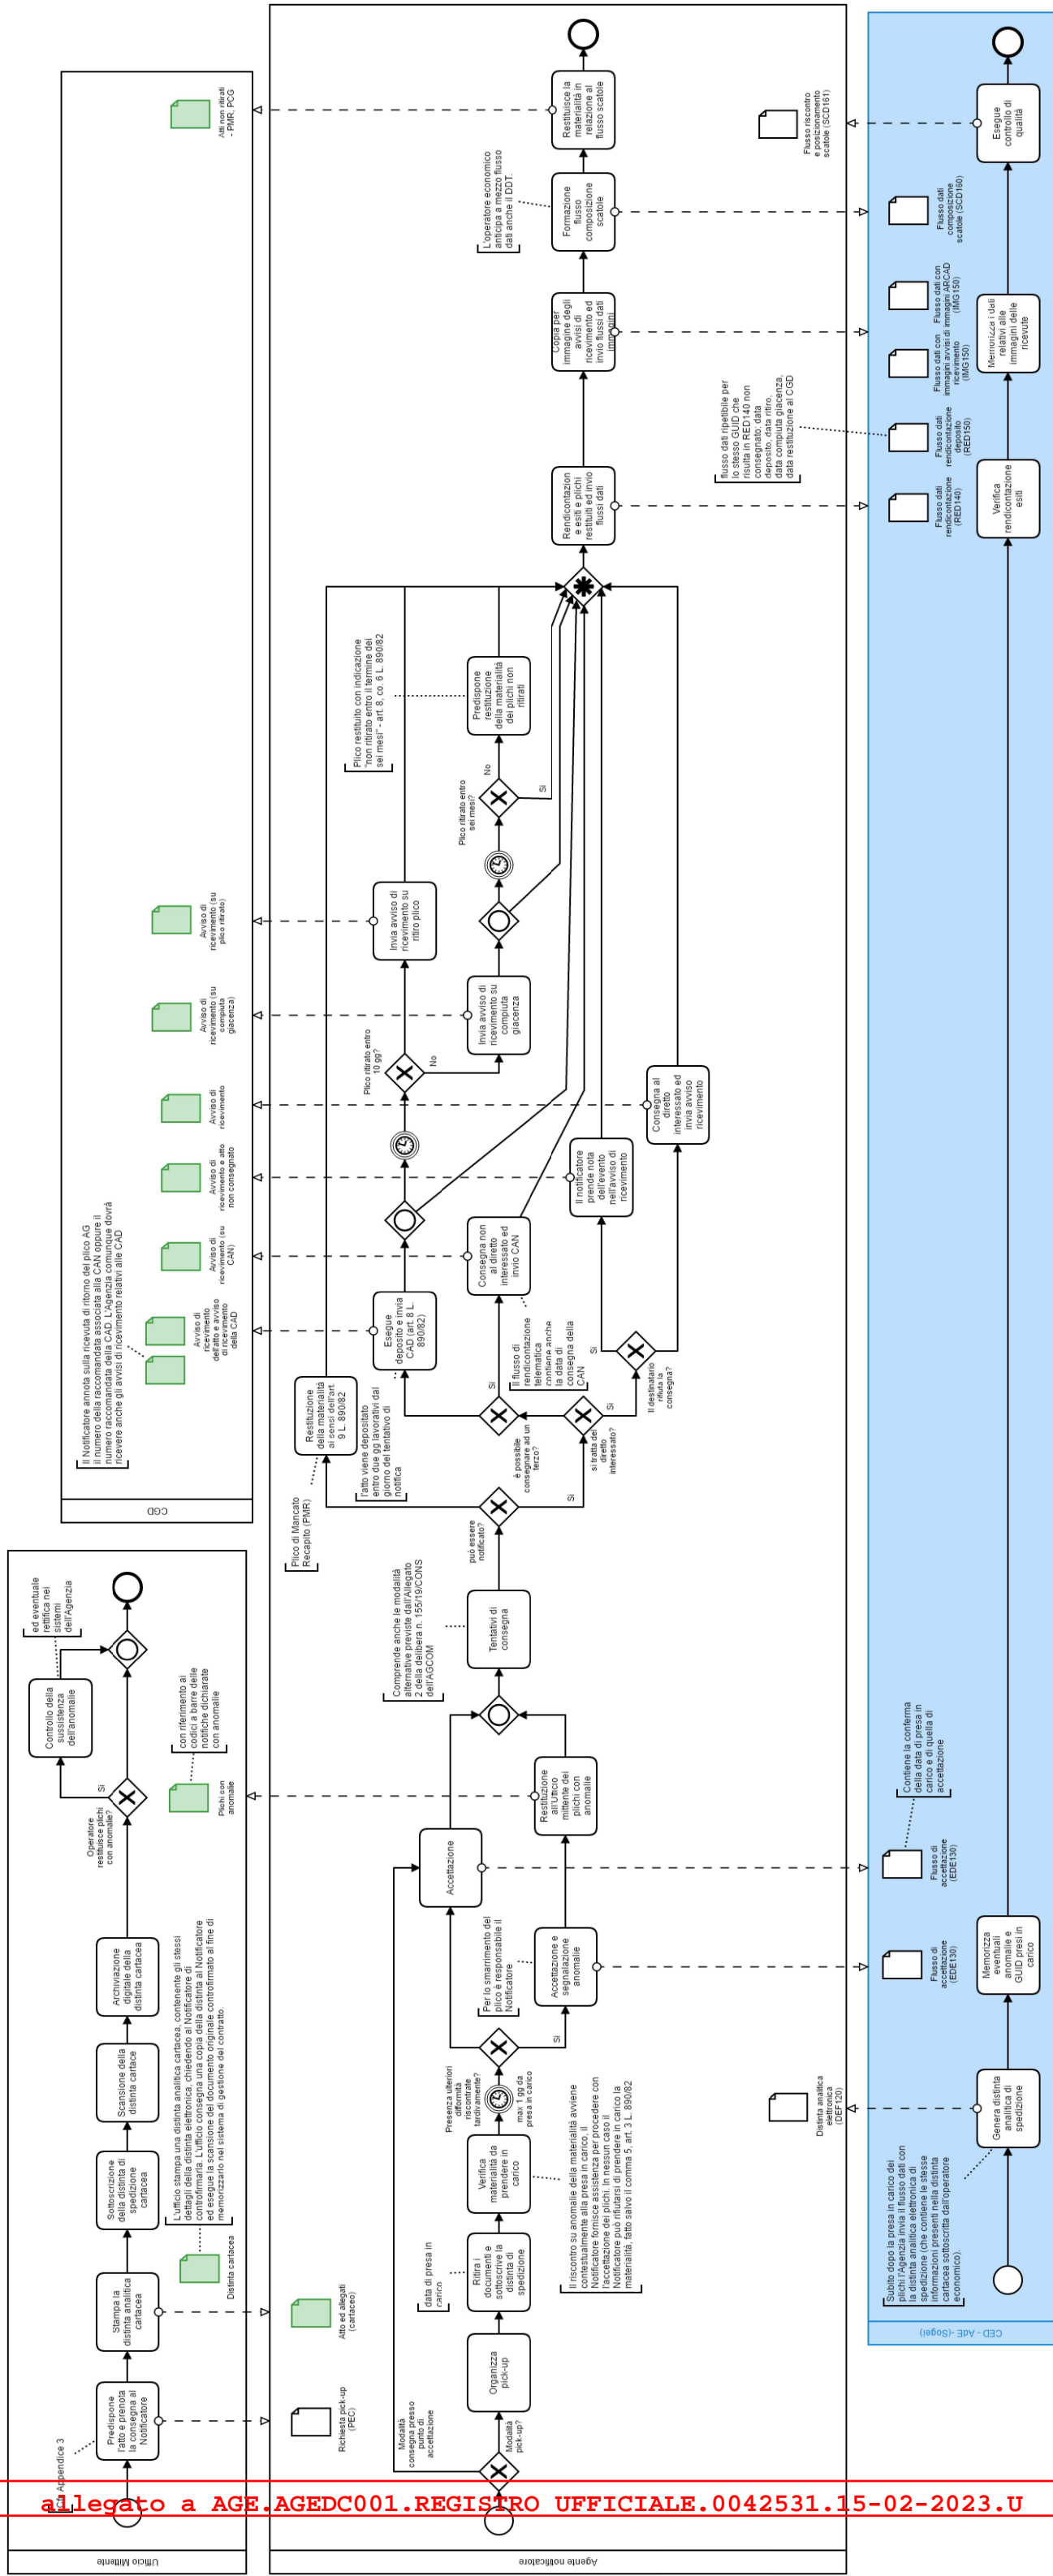 Ufficio Mittente
Appendice 3
Predispone
l'atto e prenota
la consegna al
Notificatore
Stampa la
distinta analitica
cartacea
Sottoscrizione
della distinta di
spedizione
cartacea
Scansione della
distinta cartace
Archiviazione
digitale della
distinta cartacea
Operatore
restituisce plichi
con anomalie?
Si
Controllo della
sussistenza
dell'anomalie
ed eventuale
rettifica nei
sistemi
dell'Agenzia
Distinta cartacea
L'ufficio stampa una distinta analitica cartacea, contenente gli stessi
dettagli della distinta elettronica, chiedendo al Notificatore di
controfirmarla. L'ufficio consegna una copia della distinta al Notificatore
ed esegue la scansione del documento originale controfirmato al fine di
memorizzarlo nel sistema di gestione del contratto.
Plichi con
anomalie
con riferimento ai
codici a barre delle
notifiche dichiarate
con anomalie
CGD
Il Notificatore annota sulla ricevuta di ritorno del plico AG
il numero della raccomandata associata alla CAN oppure il
numero raccomandata della CAD. L'Agenzia comunque dovrà
ricevere anche gli avvisi di ricevimento relativi alle CAD
Avviso di
ricevimento
dell'atto e avviso
di ricevimento
della CAD
Avviso di
ricevimento (su
CAN)
Avviso di
ricevimento e atto
non consegnato
Avviso di
ricevimento
Avviso di
ricevimento (su
compiuta
giacenza)
Avviso di
ricevimento (su
plico ritirato)
Atti non ritirati
- PMR, PCG
Agente notificatore
Richiesta pick-up
(PEC)
Atto ed allegati
(cartaceo)
Modalità
consegna presso
punto di
accettazione
Modalità
pick-up?
Organizza
pick-up
data di presa in
carico
Ritira i
documenti e
sottoscrive la
distinta di
spedizione
Verifica
materialità da
prendere in
carico
Il riscontro su anomalie della materialità avviene
contestualmente alla presa in carico, il
Notificatore fornisce assistenza per procedere con
l'accettazione dei plichi. In nessun caso il
Notificatore può rifiutarsi di prendere in carico la
materialità, fatto salvo il comma 5, art. 3 L. 890/82
Presenza ulteriori
difformità
riscontrate
tardivamente?
max 1 gg da
presa in carico
Si
Per lo smarrimento del
plico è responsabile il
Notificatore
Accettazione e
segnalazione
anomalie
Accettazione
Restituzione
all'Ufficio
mittente dei
plichi con
anomalie
Comprende anche le modalità
alternative previste dall'Allegato
2 della delibera n. 155/19/CONS
dell'AGCOM
Tentativi di
consegna
può essere
notificato?
Si
Plico di Mancato
Recapito (PMR)
Restituzione
della materialità
ai sensi dell'art.
9 L. 890/82
l'atto viene depositato
entro due gg lavorativi dal
giorno del tentativo di
notifica
è possibile
consegnare ad un
terzo?
Si
si tratta del
diretto
interessato?
Si
Il destinatario
rifiuta la
consegna?
Si
Esegue
deposito e invia
CAD (art. 8 L.
890/82)
Il flusso di
rendicontazione
telematica
contiene anche
la data di
consegna della
CAN
Consegna non
al diretto
interessato ed
invio CAN
Il notificatore
prende nota
dell'evento
nell'avviso di
ricevimento
Consegna al
diretto
interessato ed
invia avviso
ricevimento
Plico ritirato entro
10 gg?
No
Invia avviso di
ricevimento su
compiuta
giacenza
Invia avviso di
ricevimento su
ritiro plico
Plico ritirato entro
sei mesi?
No
Si
Plico restituito con indicazione
"non ritirato entro il termine dei
sei mesi" - art. 8, co. 6 L. 890/82
Predispone
restituzione
della materialità
dei plichi non
ritirati
Rendicontazion
e esiti e plichi
restituiti ed invio
flussi dati
flusso dati ripetibile per
lo stesso GUID che
risulta in RED140 non
consegnato: data
deposito, data ritiro,
data compiuta giacenza,
data restituzione al CGD
Copia per
immagine degli
avvisi di
ricevimento ed
invio flussi dati
immagini
L'operatore economico
anticipa a mezzo flusso
dati anche il DDT.
Formazione
flusso
composizione
scatole
Restituisce la
materialità in
relazione al
flusso scatole
Distinta analitica
elettronica
(DEF120)
Flusso riscontro
e posizionamento
scatole (SCD161)
CED - AdE -(Sogei)
Subito dopo la presa in carico dei
plichi l'Agenzia invia il flusso dati con
la distinta analitica elettronica di
spedizione (che contiene le stesse
informazioni presenti nella distinta
cartacea sottoscritta dall'operatore
economico).
Genera distinta
analitica di
spedizione
Flusso di
accettazione
(EDE130)
Flusso di
accettazione
(EDE130)
Contiene la conferma
della data di presa in
carico e di quella di
accettazione
Memorizza
eventuali
anomalie e
GUID presi in
carico
Flusso dati
rendicontazione
(RED140)
Flusso dati
rendicontazione
deposito
(RED150)
Flusso dati con
immagini avvisi di
ricevimento
(IMG150)
Flusso dati con
immagini ARCAD
(IMG150)
Flusso dati
composizione
scatole (SCD160)
Verifica
rendicontazione
esiti
Memorizza i dati
relativi alle
immagini delle
ricevute
Esegue
controllo di
qualità
allegato a AGE.AGEDC001.REGISTRO UFFICIALE.0042531.15-02-2023.U